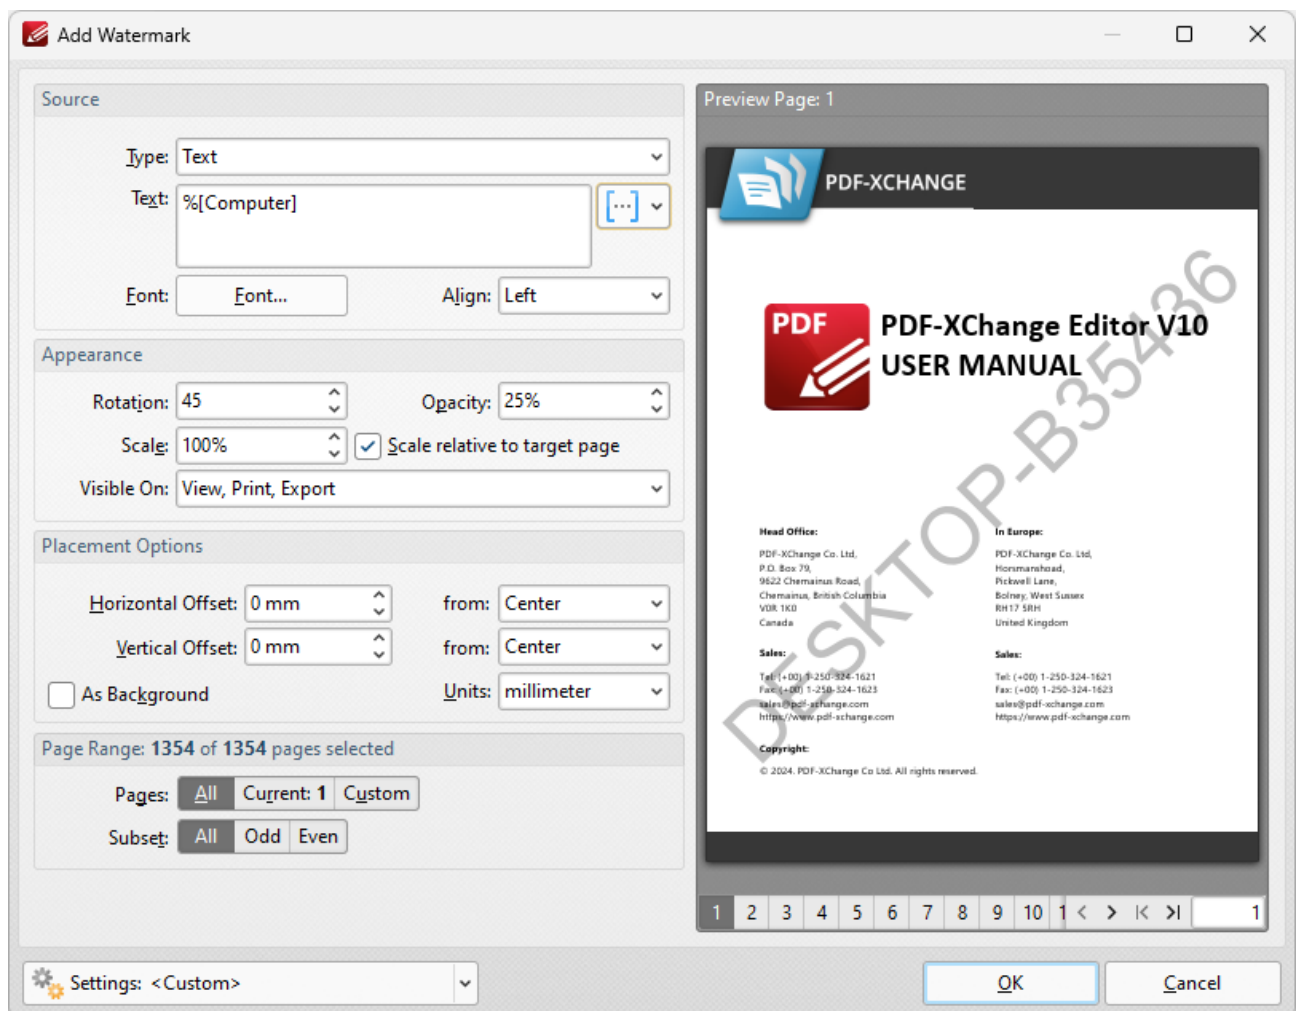 Add Watermark
Source
Type: Text
Text: %[Computer]
Font: Font... Align: Left
Appearance
Rotation: 45 Opacity: 25%
Scale: 100% Scale relative to target page
Visible On: View, Print, Export
Placement Options
Horizontal Offset: 0 mm from: Center
Vertical Offset: 0 mm from: Center
As Background Units: millimeter
Page Range: 1354 of 1354 pages selected
Pages: All Current: 1 Custom
Subset: All Odd Even
Preview Page: 1
PDF-XCHANGE
PDF
PDF-XChange Editor V10
USER MANUAL
DESKTOP-B35436
Head Office:
PDF-XChange Co. Ltd,
P.O. Box 79,
9622 Chemainus Road,
Chemainus, British Columbia
V0R 1K0
Canada
Sales:
Tel: (+00) 1-250-324-1621
Fax: (+00) 1-250-324-1623
sales@pdf-xchange.com
https://www.pdf-xchange.com
In Europe:
PDF-XChange Co. Ltd,
Horsmanshoad,
Pickwell Lane,
Bolney, West Sussex
RH17 5RH
United Kingdom
Sales:
Tel: (+00) 1-250-324-1621
Fax: (+00) 1-250-324-1623
sales@pdf-xchange.com
https://www.pdf-xchange.com
Copyright:
© 2024. PDF-XChange Co Ltd. All rights reserved.
1 2 3 4 5 6 7 8 9 10 1 1
Settings: <Custom>
OK Cancel